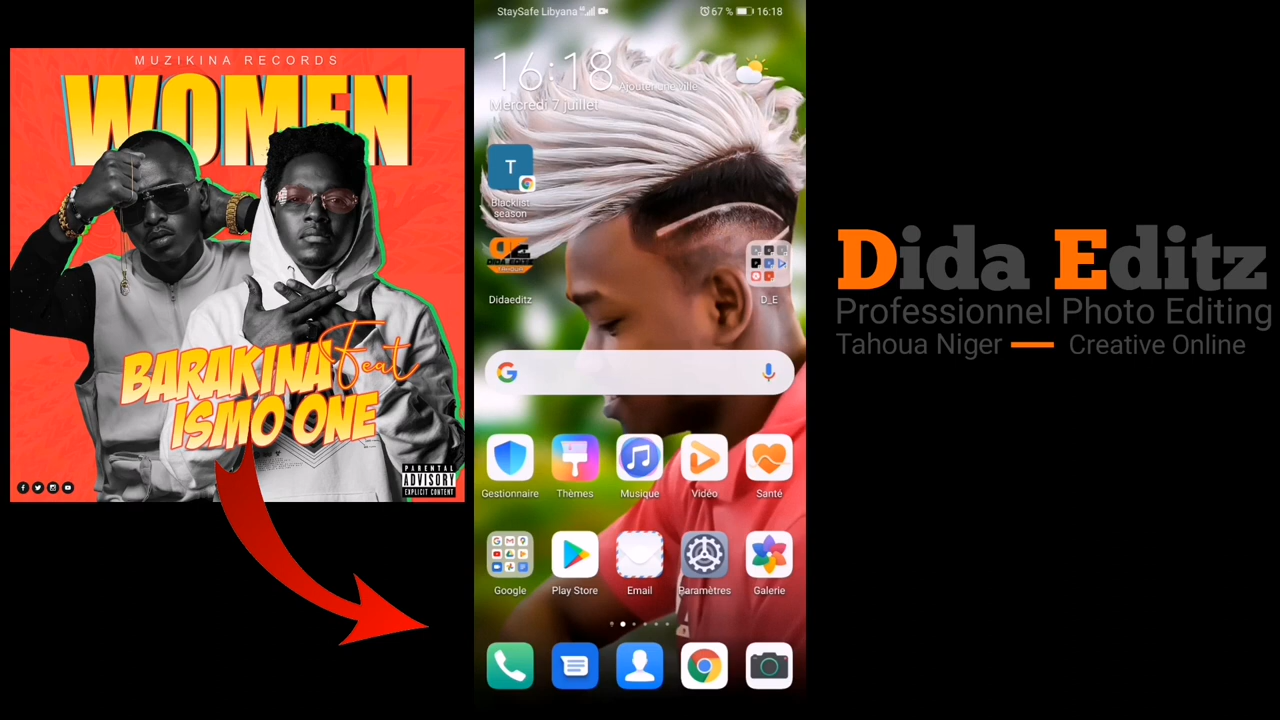 MUZIKINA RECORDS
WOMEN
BARAKINA Feat
ISMO ONE
PARENTAL
ADVISORY
EXPLICIT CONTENT
StaySafe Libyana
67 %
16:18
16:18
Ajouter une ville
Mercredi 7 juillet
T
Blacklist
season
DIDA EDITZ
Didaeditz
D_E
Gestionnaire
Thèmes
Musique
Vidéo
Santé
Google
Play Store
Email
Paramètres
Galerie
Dida Editz
Professionnel Photo Editing
Tahoua Niger — Creative Online